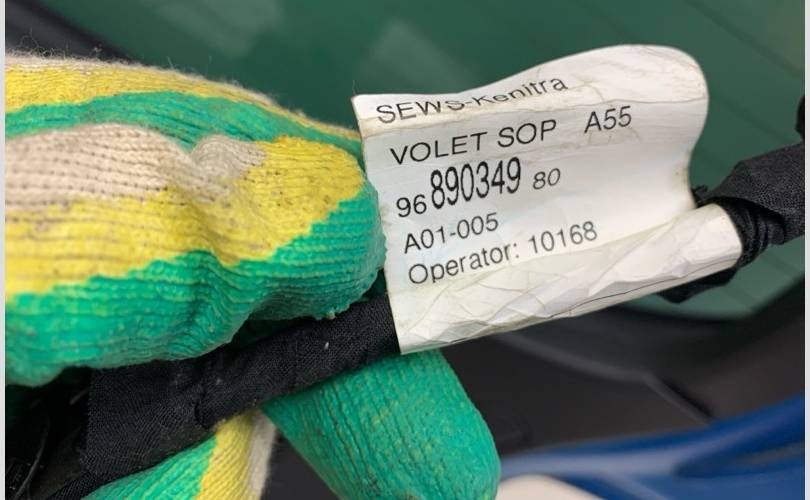 SEWS-Kenitra
VOLET SOP A55
96 890349 80
A01-005
Operator: 10168